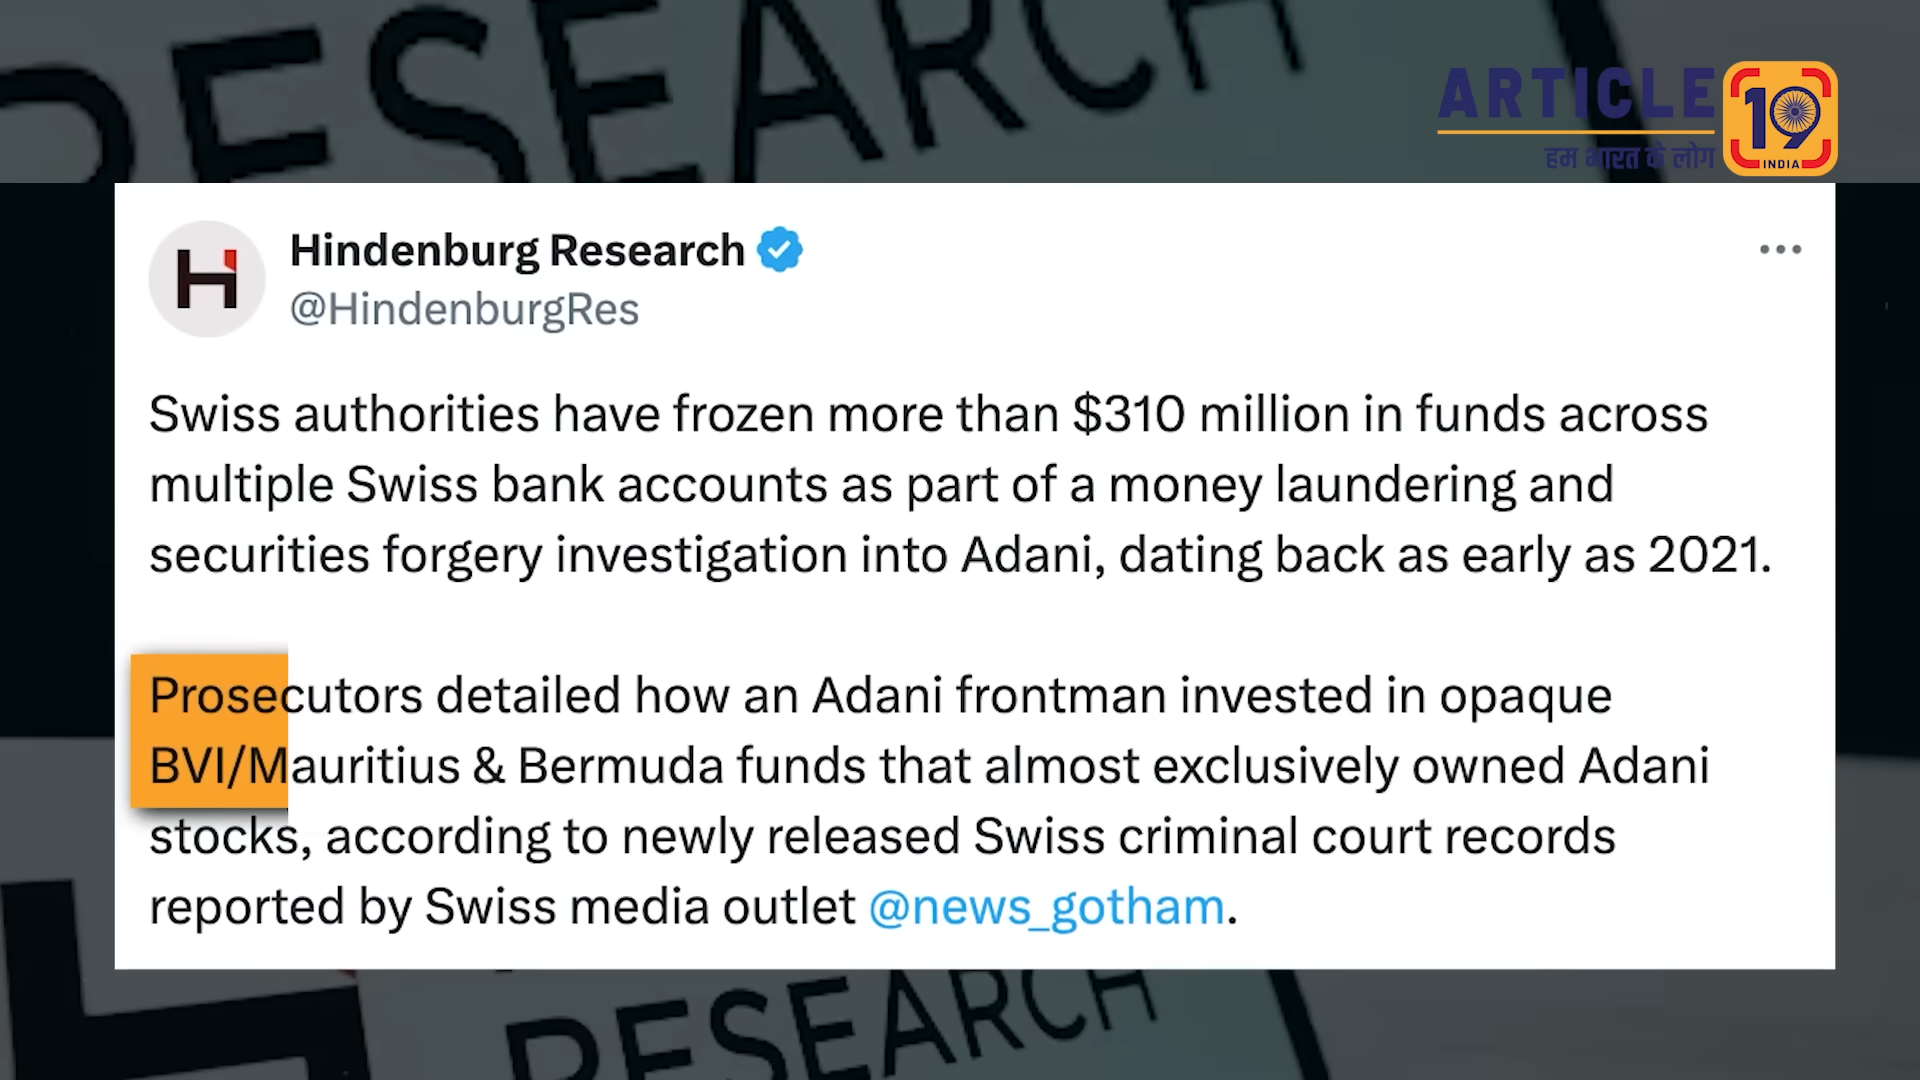 RESEARCH
ARTICLE
19
INDIA
हम भारत के लोग
Hindenburg Research
@HindenburgRes
Swiss authorities have frozen more than $310 million in funds across
multiple Swiss bank accounts as part of a money laundering and
securities forgery investigation into Adani, dating back as early as 2021.
Prosecutors detailed how an Adani frontman invested in opaque
BVI/Mauritius & Bermuda funds that almost exclusively owned Adani
stocks, according to newly released Swiss criminal court records
reported by Swiss media outlet @news_gotham.
RESEARCH